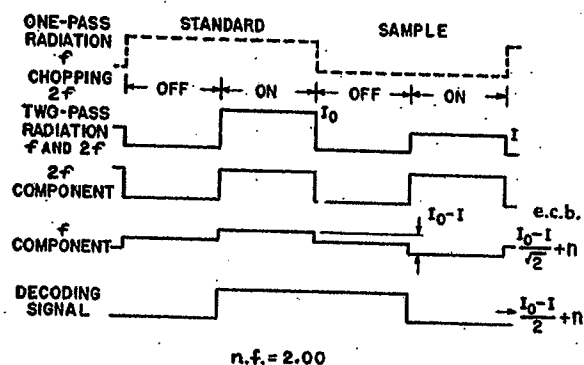 ONE-PASS RADIATION f
STANDARD
SAMPLE
CHOPPING 2f
OFF
ON
OFF
ON
TWO-PASS RADIATION f AND 2f
I₀
I
2f COMPONENT
e.c.b.
f COMPONENT
I₀-I
I₀-I/√2 +n
DECODING SIGNAL
I₀-I/2 +n
n.f.=2.00